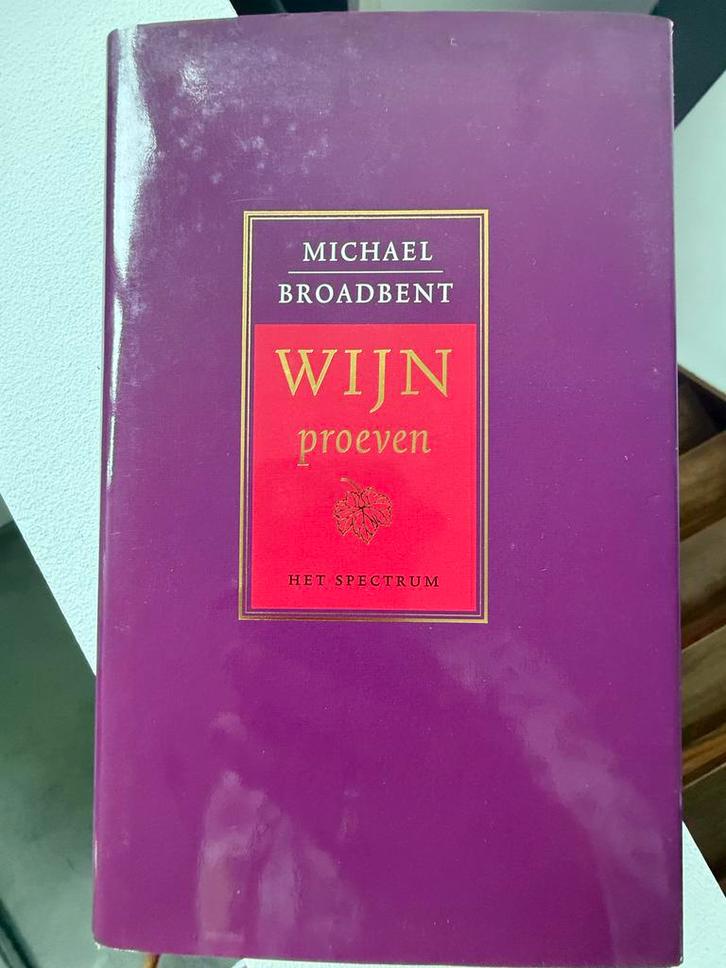 MICHAEL
BROADBENT
WIJN
proeven
HET SPECTRUM